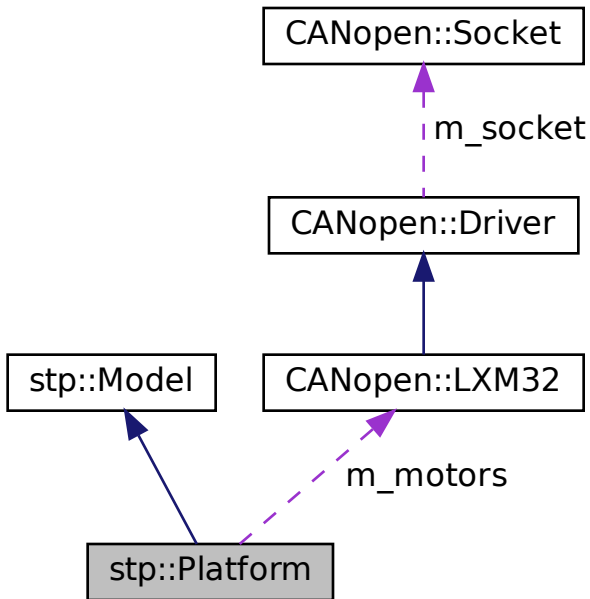 CANopen::Socket
m_socket
CANopen::Driver
stp::Model
CANopen::LXM32
m_motors
stp::Platform